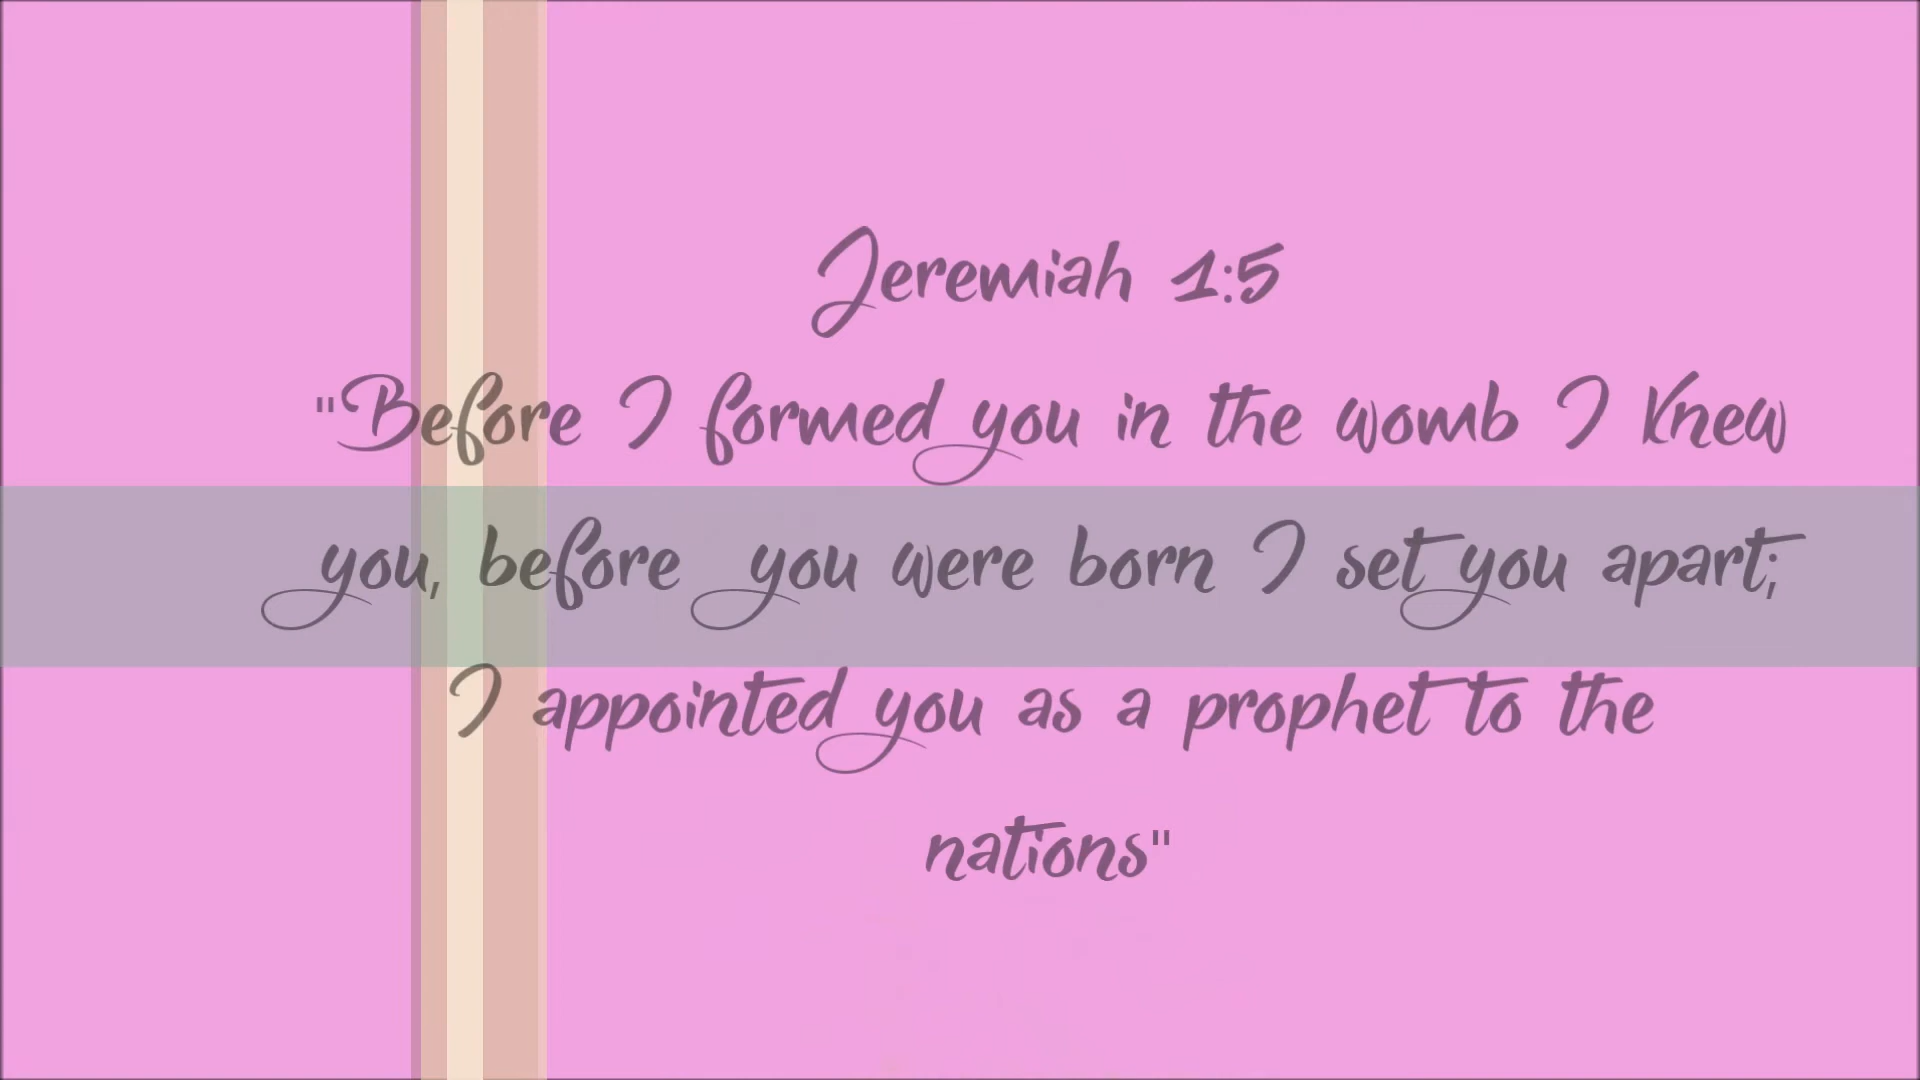 Jeremiah 1:5
"Before I formed you in the womb I knew
you, before you were born I set you apart;
I appointed you as a prophet to the
nations"